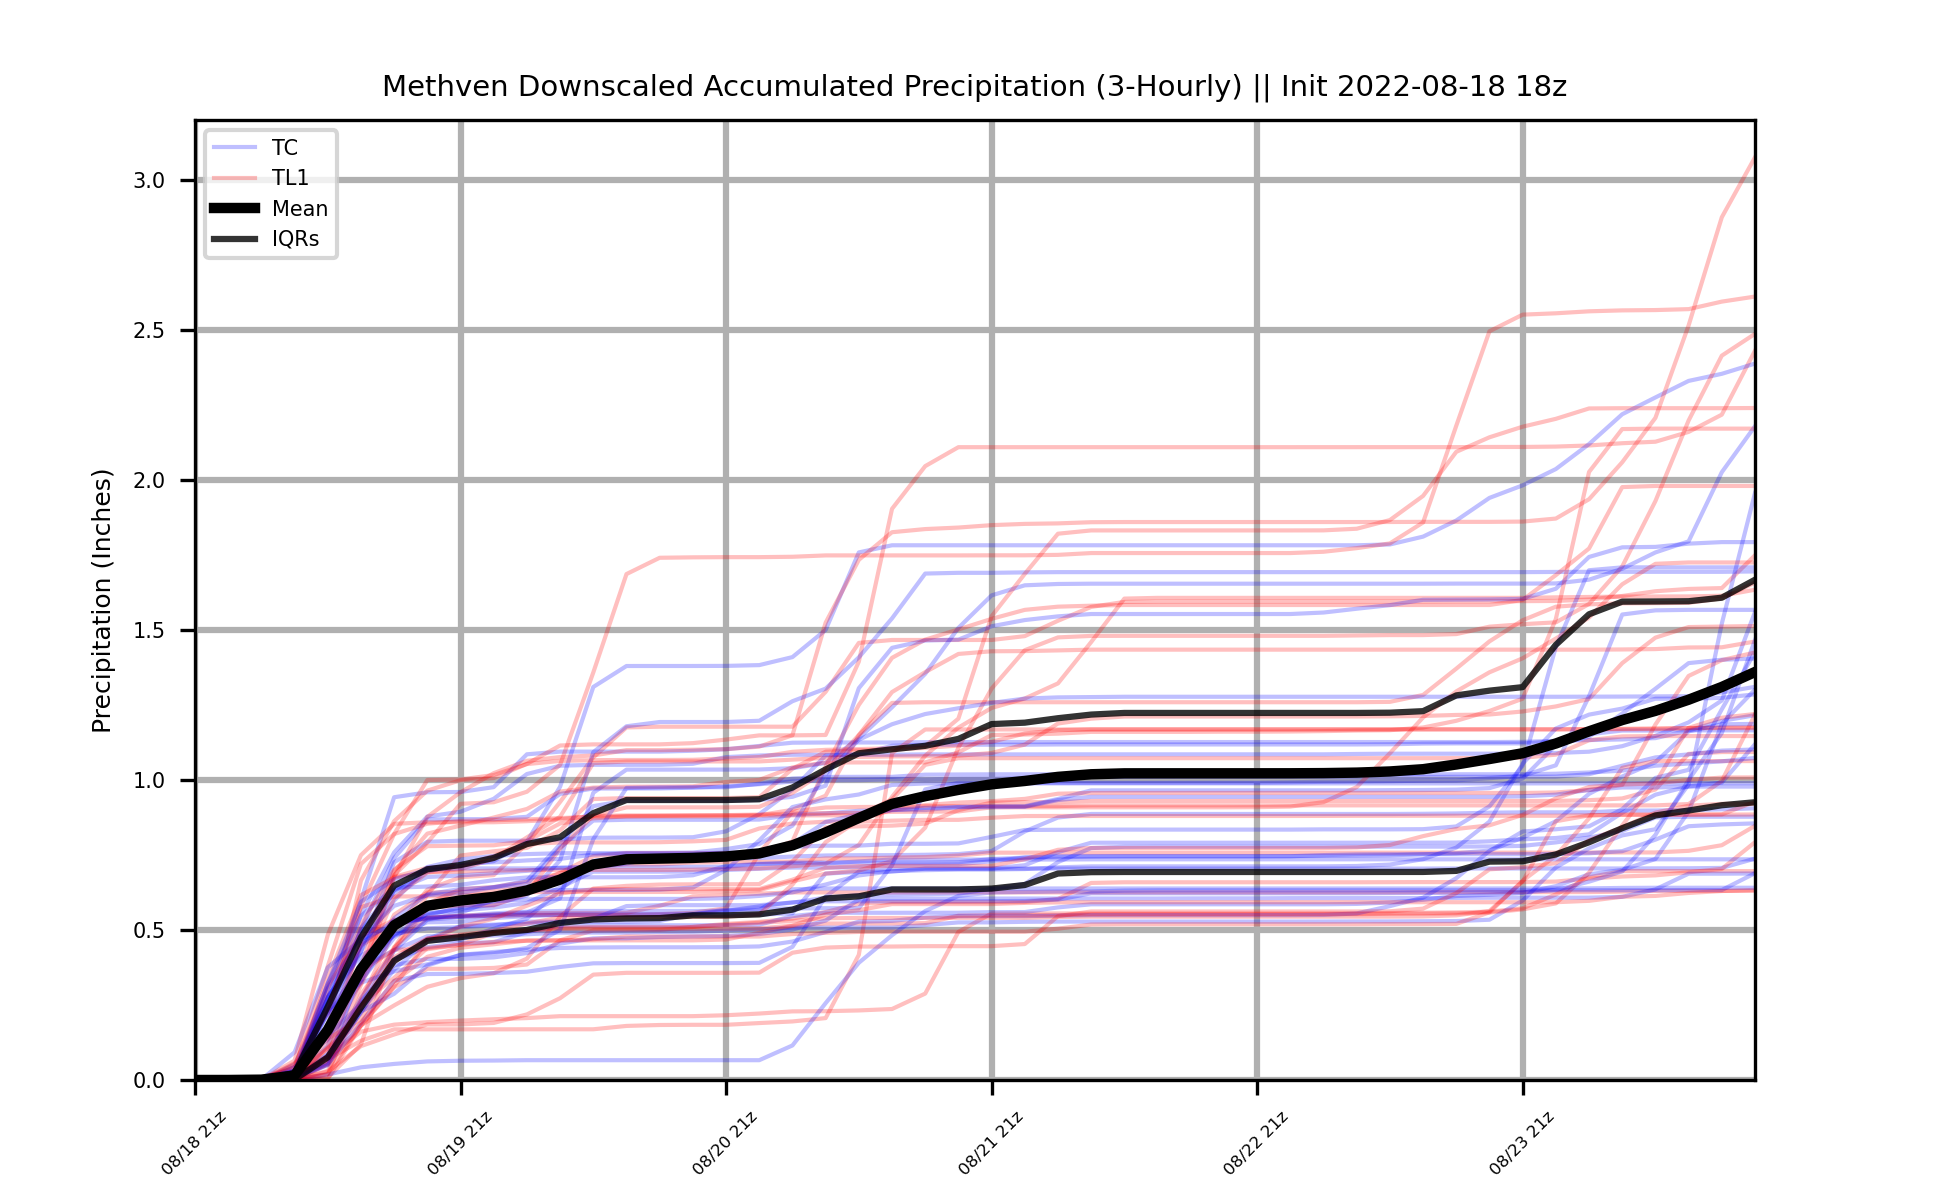 Methven Downscaled Accumulated Precipitation (3-Hourly) || Init 2022-08-18 18z
TC
TL1
Mean
IQRs
Precipitation (Inches)
3.0
2.5
2.0
1.5
1.0
0.5
0.0
08/18 21z
08/19 21z
08/20 21z
08/21 21z
08/22 21z
08/23 21z